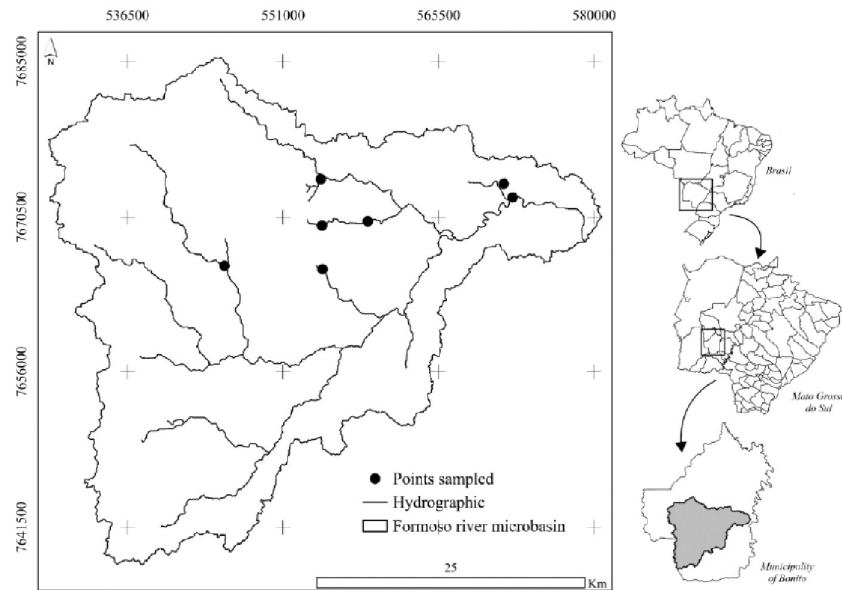 536500 551000 565500 580000
7685000
7670500
7656000
7641500
N
Points sampled
Hydrographic
Formoso river microbasin
25
Km
Brasil
Mato Grosso
do Sul
Municipality
of Bonito